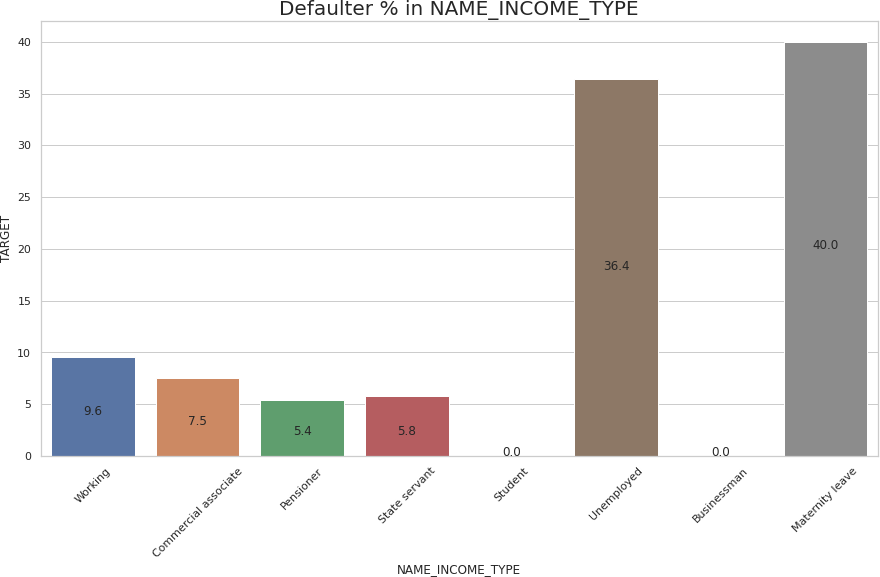 Defaulter % in NAME_INCOME_TYPE
40
35
30
25
20
15
10
5
0
TARGET
9.6
7.5
5.4
5.8
0.0
36.4
0.0
40.0
Working
Commercial associate
Pensioner
State servant
Student
Unemployed
Businessman
Maternity leave
NAME_INCOME_TYPE